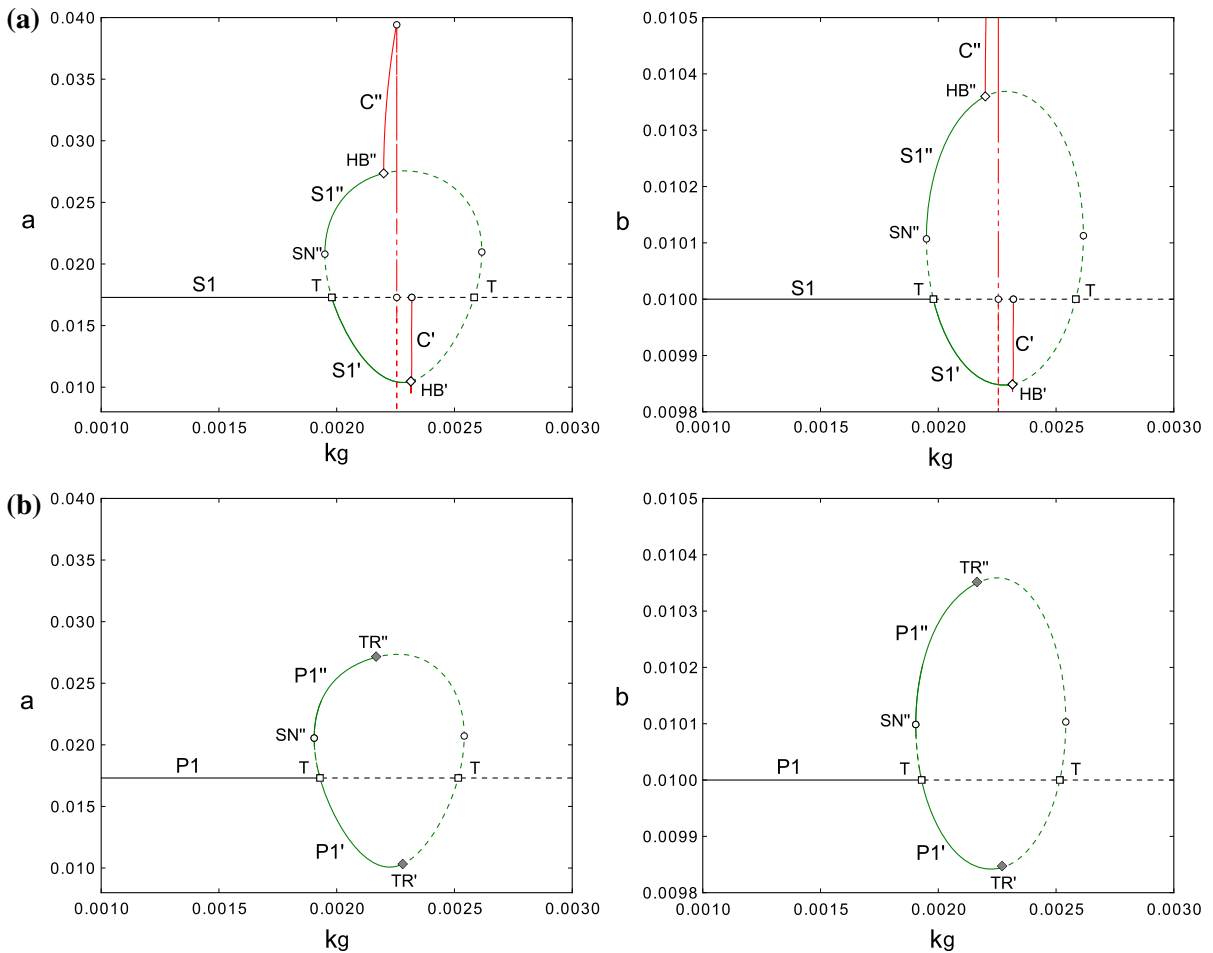 (a)
0.040
0.030
0.040
0.030
0.025
0.020
0.015
0.010
a
C"
HB"
S1"
SN"
S1
T
T
S1'
C'
HB'
0.0010
0.0015
0.0020
0.0025
0.0030
kg
0.0105
0.0104
0.0103
0.0102
0.0101
0.0100
0.0099
0.0098
b
C"
HB"
S1"
SN"
S1
T
T
S1'
C'
HB'
0.0010
0.0015
0.0020
0.0025
0.0030
kg
(b)
0.040
0.035
0.030
0.025
0.020
0.015
0.010
a
TR"
P1"
SN"
P1
T
T
P1'
TR'
0.0010
0.0015
0.0020
0.0025
0.0030
kg
0.0105
0.0104
0.0103
0.0102
0.0101
0.0100
0.0099
0.0098
b
TR"
P1"
SN"
P1
T
T
P1'
TR'
0.0010
0.0015
0.0020
0.0025
0.0030
kg